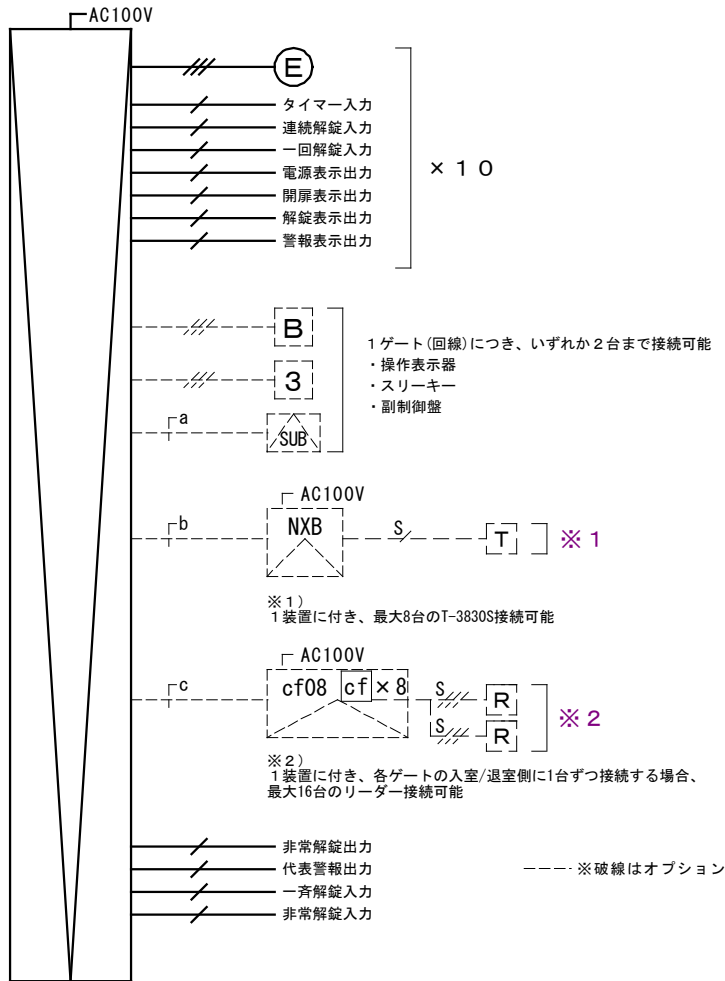 AC100V
E
タイマー入力
連続解錠入力
一回解錠入力
電源表示出力
開扉表示出力
解錠表示出力
警報表示出力
×10
B
3
a
SUB
1ゲート(回線)につき、いずれか2台まで接続可能
・操作表示器
・スリーキー
・副制御盤
AC100V
b
NXB
S
T
※1
※1)
1装置に付き、最大8台のT-3830S接続可能
AC100V
c
cf08 cf×8
S
R
S
R
※2
※2)
1装置に付き、各ゲートの入室/退室側に1台ずつ接続する場合、
最大16台のリーダー接続可能
非常解錠出力
代表警報出力
一斉解錠入力
非常解錠入力
※破線はオプション